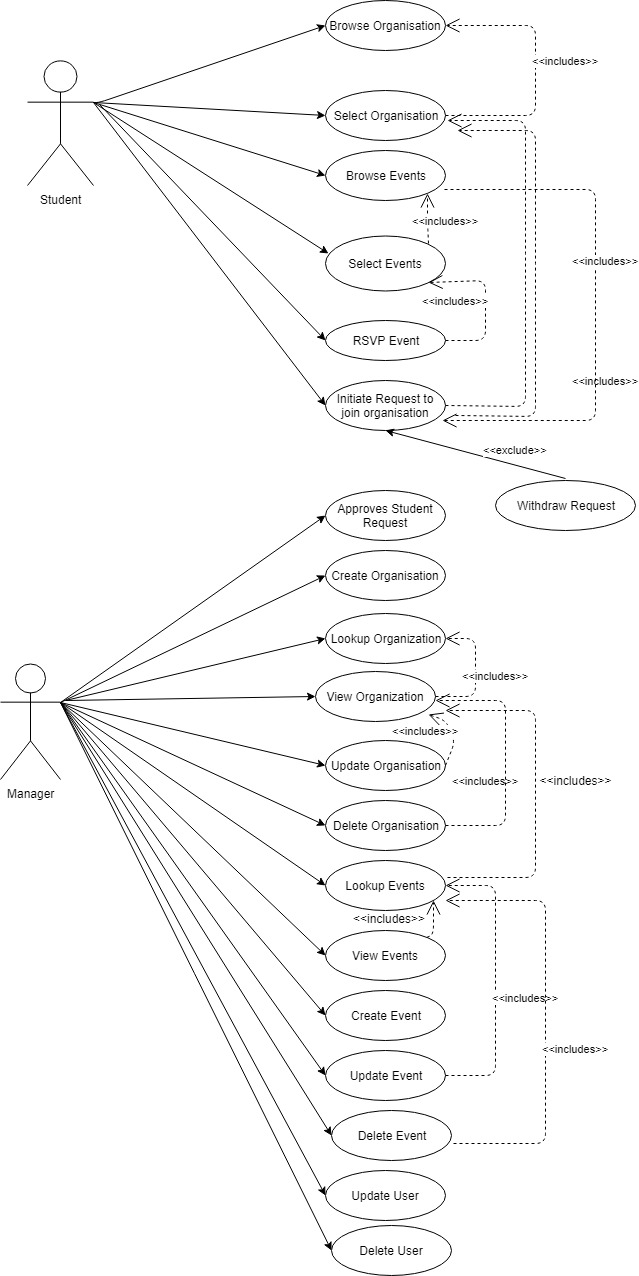 Browse Organisation
<<includes>>
Select Organisation
Browse Events
Student
<<includes>>
Select Events
<<includes>>
<<includes>>
RSVP Event
<<includes>>
Initiate Request to
join organisation
<<exclude>>
Withdraw Request
Approves Student
Request
Create Organisation
Lookup Organization
<<includes>>
View Organization
<<includes>>
Update Organisation
<<includes>>
<<includes>>
Manager
Delete Organisation
Lookup Events
<<includes>>
View Events
<<includes>>
Create Event
<<includes>>
Update Event
Delete Event
Update User
Delete User